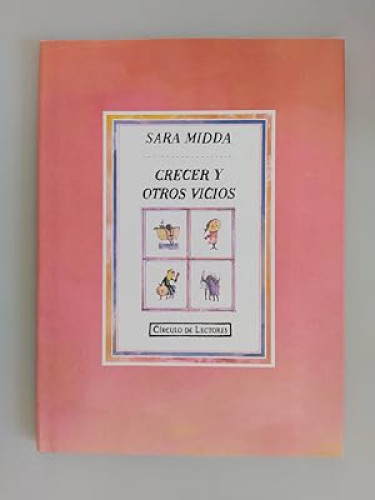 SARA MIDDA
CRECER Y
OTROS VICIOS
CÍRCULO DE LECTORES